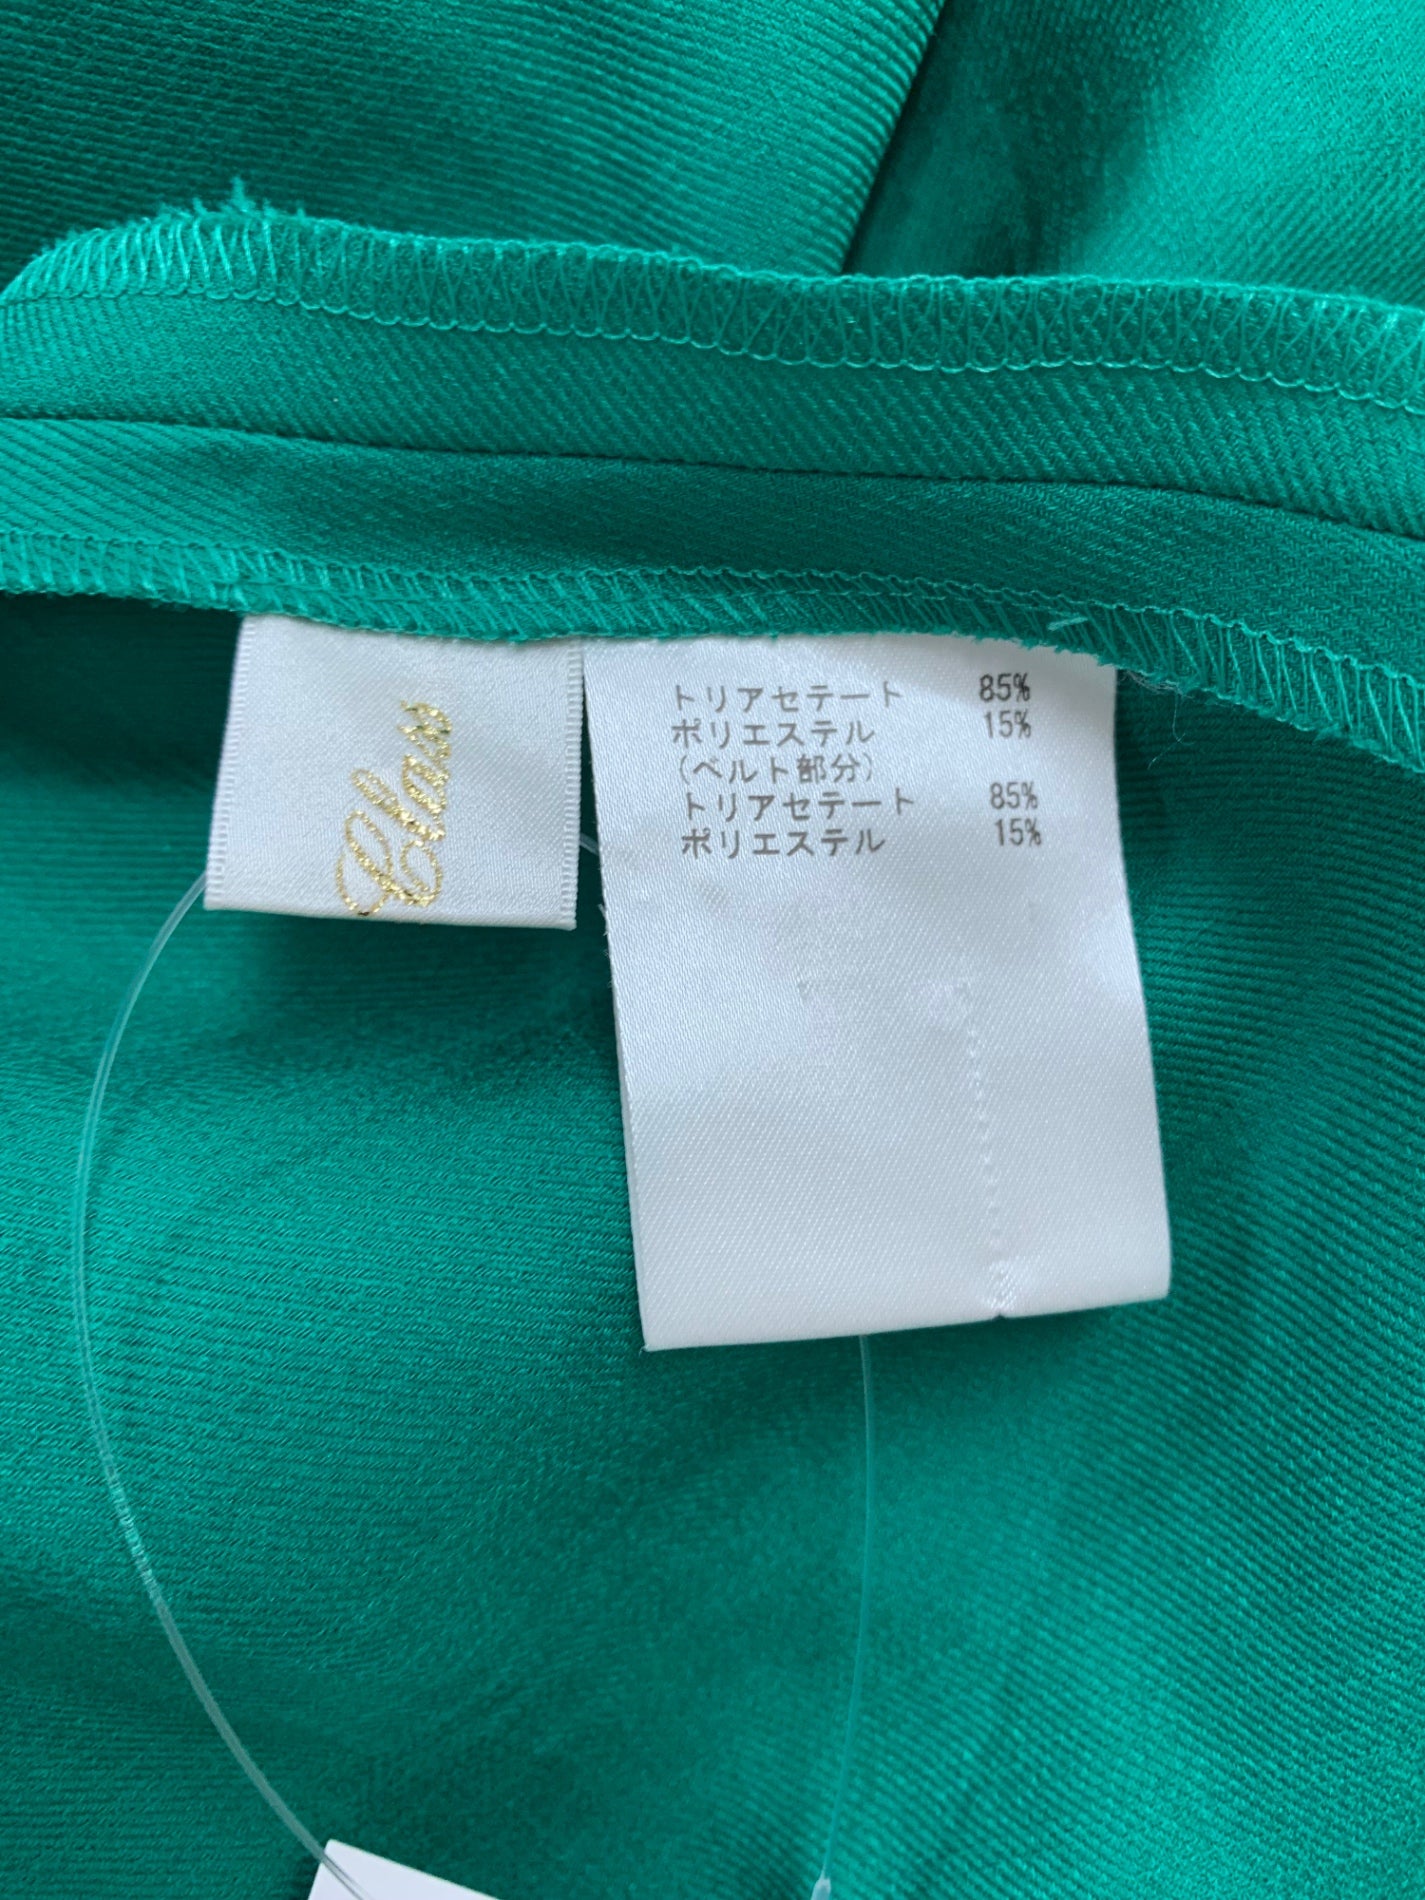 Class
トリアセテート 85%
ポリエステル 15%
(ベルト部分)
トリアセテート 85%
ポリエステル 15%